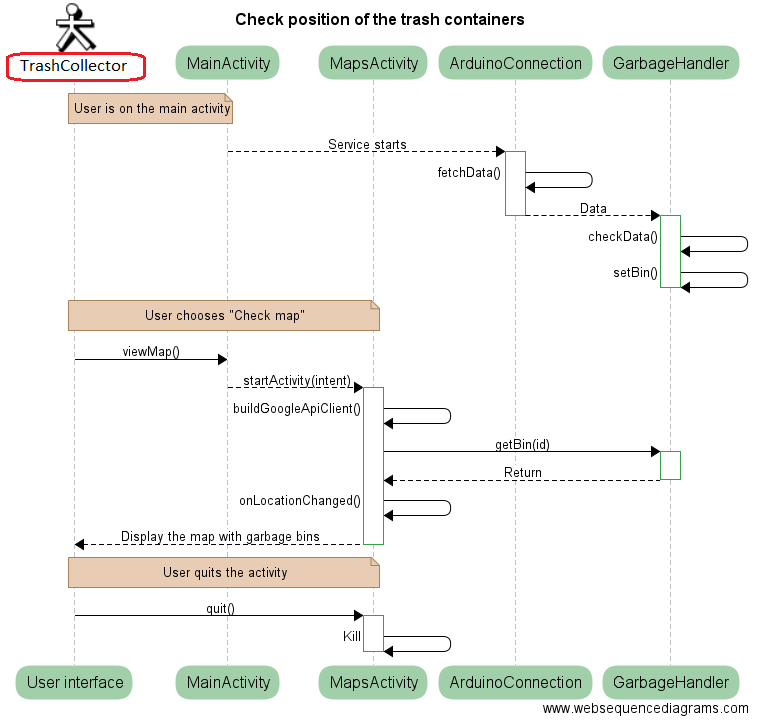 Check position of the trash containers
TrashCollector
MainActivity
MapsActivity
ArduinoConnection
GarbageHandler
User is on the main activity
Service starts
fetchData()
Data
checkData()
setBin()
User chooses "Check map"
viewMap()
startActivity(intent)
buildGoogleApiClient()
getBin(id)
Return
onLocationChanged()
Display the map with garbage bins
User quits the activity
quit()
Kill
User interface
MainActivity
MapsActivity
ArduinoConnection
GarbageHandler
www.websequencediagrams.com